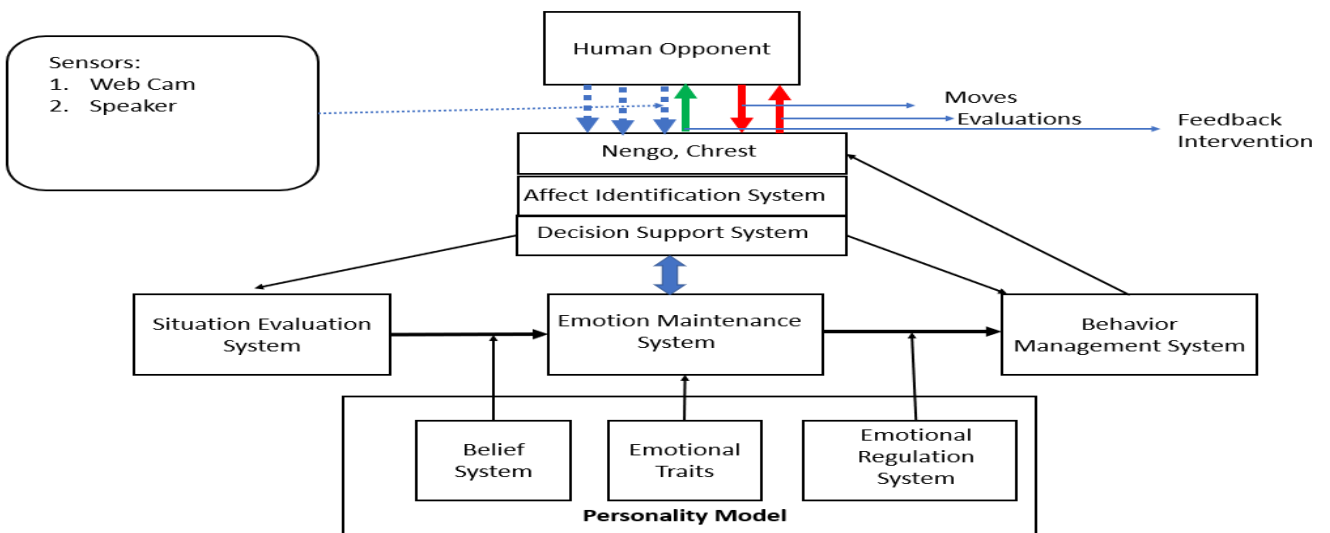 Human Opponent
Sensors:
1. Web Cam
2. Speaker
Moves
Evaluations
Feedback
Intervention
Nengo, Chrest
Affect Identification System
Decision Support System
Situation Evaluation
System
Emotion Maintenance
System
Behavior
Management System
Belief
System
Emotional
Traits
Emotional
Regulation
System
Personality Model